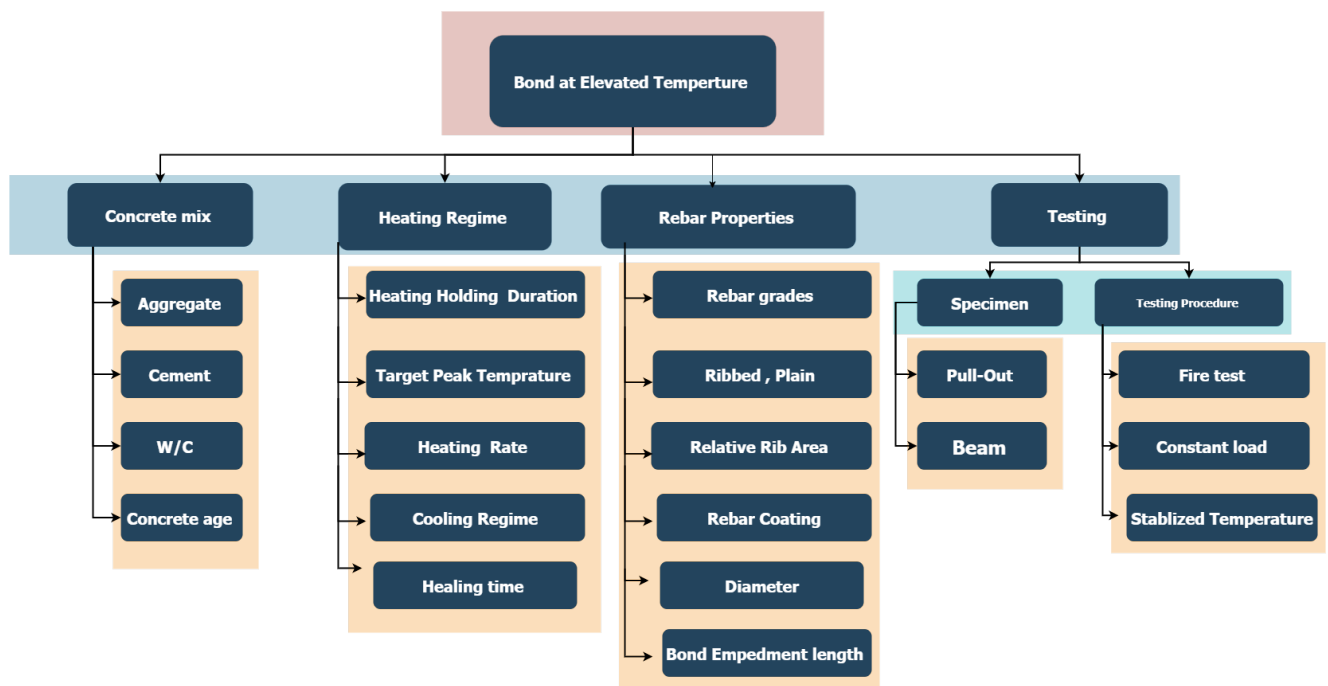 Bond at Elevated Temperture
Concrete mix
Heating Regime
Rebar Properties
Testing
Aggregate
Cement
W/C
Concrete age
Heating Holding Duration
Target Peak Temprature
Heating Rate
Cooling Regime
Healing time
Rebar grades
Ribbed , Plain
Relative Rib Area
Rebar Coating
Diameter
Bond Empedment length
Specimen
Testing Procedure
Pull-Out
Beam
Fire test
Constant load
Stablized Temperature